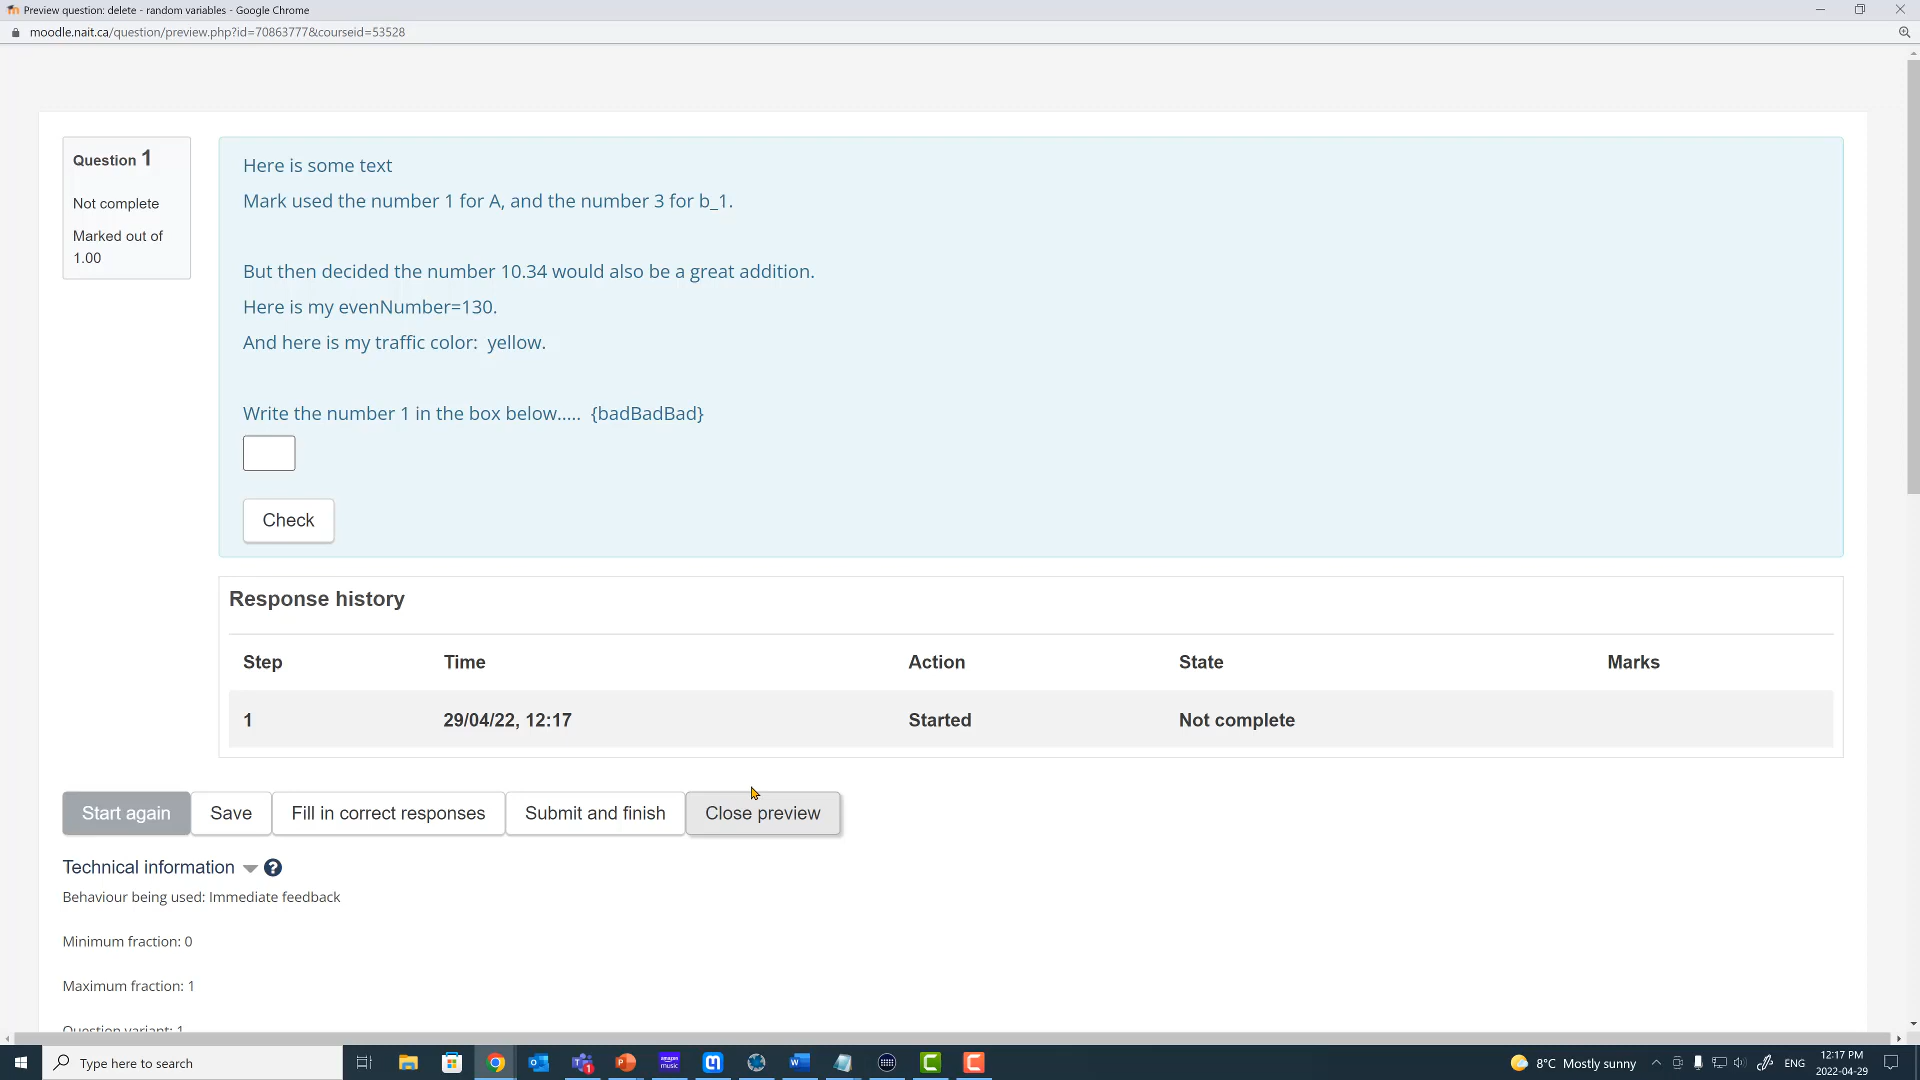 Preview question: delete - random variables - Google Chrome
moodle.nait.ca/question/preview.php?id=70863777&courseid=53528
Question 1
Not complete
Marked out of
1.00
Here is some text
Mark used the number 1 for A, and the number 3 for b_1.
But then decided the number 10.34 would also be a great addition.
Here is my evenNumber=130.
And here is my traffic color:  yellow.
Write the number 1 in the box below.....  {badBadBad}
Check
Response history
Step Time Action State Marks
1 29/04/22, 12:17 Started Not complete
Start again Save Fill in correct responses Submit and finish Close preview
Technical information
Behaviour being used: Immediate feedback
Minimum fraction: 0
Maximum fraction: 1
Question variant: 1
Type here to search
8°C Mostly sunny
ENG
12:17 PM
2022-04-29